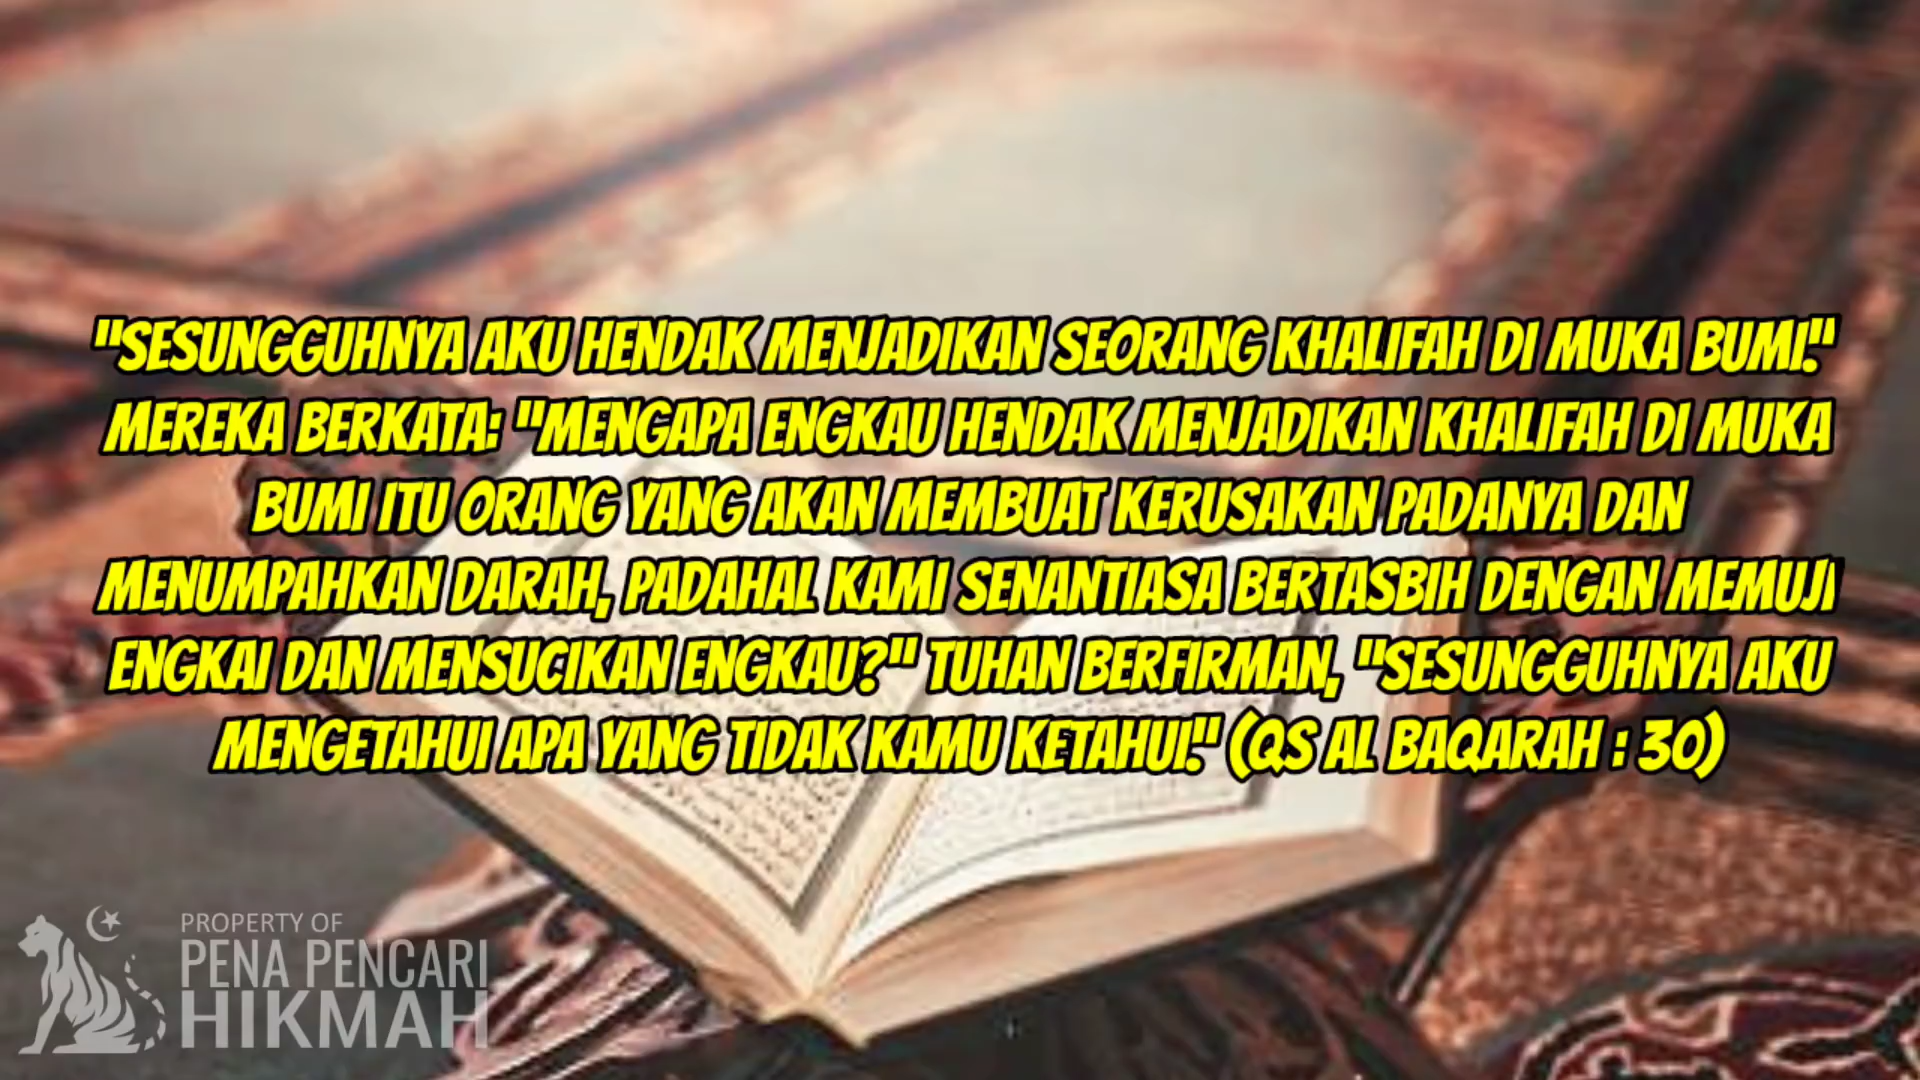 "SESUNGGUHNYA AKU HENDAK MENJADIKAN SEORANG KHALIFAH DI MUKA BUMI."
MEREKA BERKATA: "MENGAPA ENGKAU HENDAK MENJADIKAN KHALIFAH DI MUKA
BUMI ITU ORANG YANG AKAN MEMBUAT KERUSAKAN PADANYA DAN
MENUMPAHKAN DARAH, PADAHAL KAMI SENANTIASA BERTASBIH DENGAN MEMUJI
ENGKAI DAN MENSUCIKAN ENGKAU?" TUHAN BERFIRMAN, "SESUNGGUHNYA AKU
MENGETAHUI APA YANG TIDAK KAMU KETAHUI." (QS AL BAQARAH : 30)
PROPERTY OF
PENA PENCARI
HIKMAH